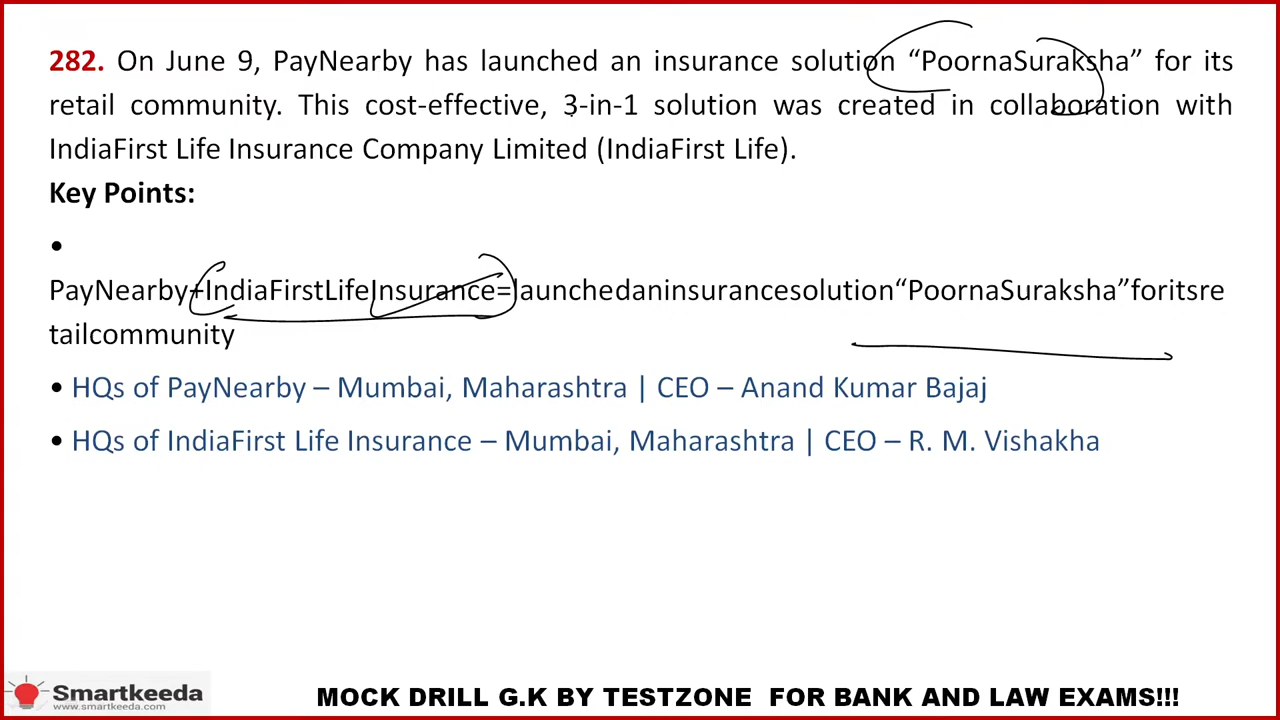 282. On June 9, PayNearby has launched an insurance solution “PoornaSuraksha” for its
retail community. This cost-effective, 3-in-1 solution was created in collaboration with
IndiaFirst Life Insurance Company Limited (IndiaFirst Life).
Key Points:
•
PayNearby+IndiaFirstLifeInsurance=launchedaninsurancesolution“PoornaSuraksha”foritsre
tailcommunity
• HQs of PayNearby – Mumbai, Maharashtra | CEO – Anand Kumar Bajaj
• HQs of IndiaFirst Life Insurance – Mumbai, Maharashtra | CEO – R. M. Vishakha
Smartkeeda
www.smartkeeda.com
MOCK DRILL G.K BY TESTZONE FOR BANK AND LAW EXAMS!!!